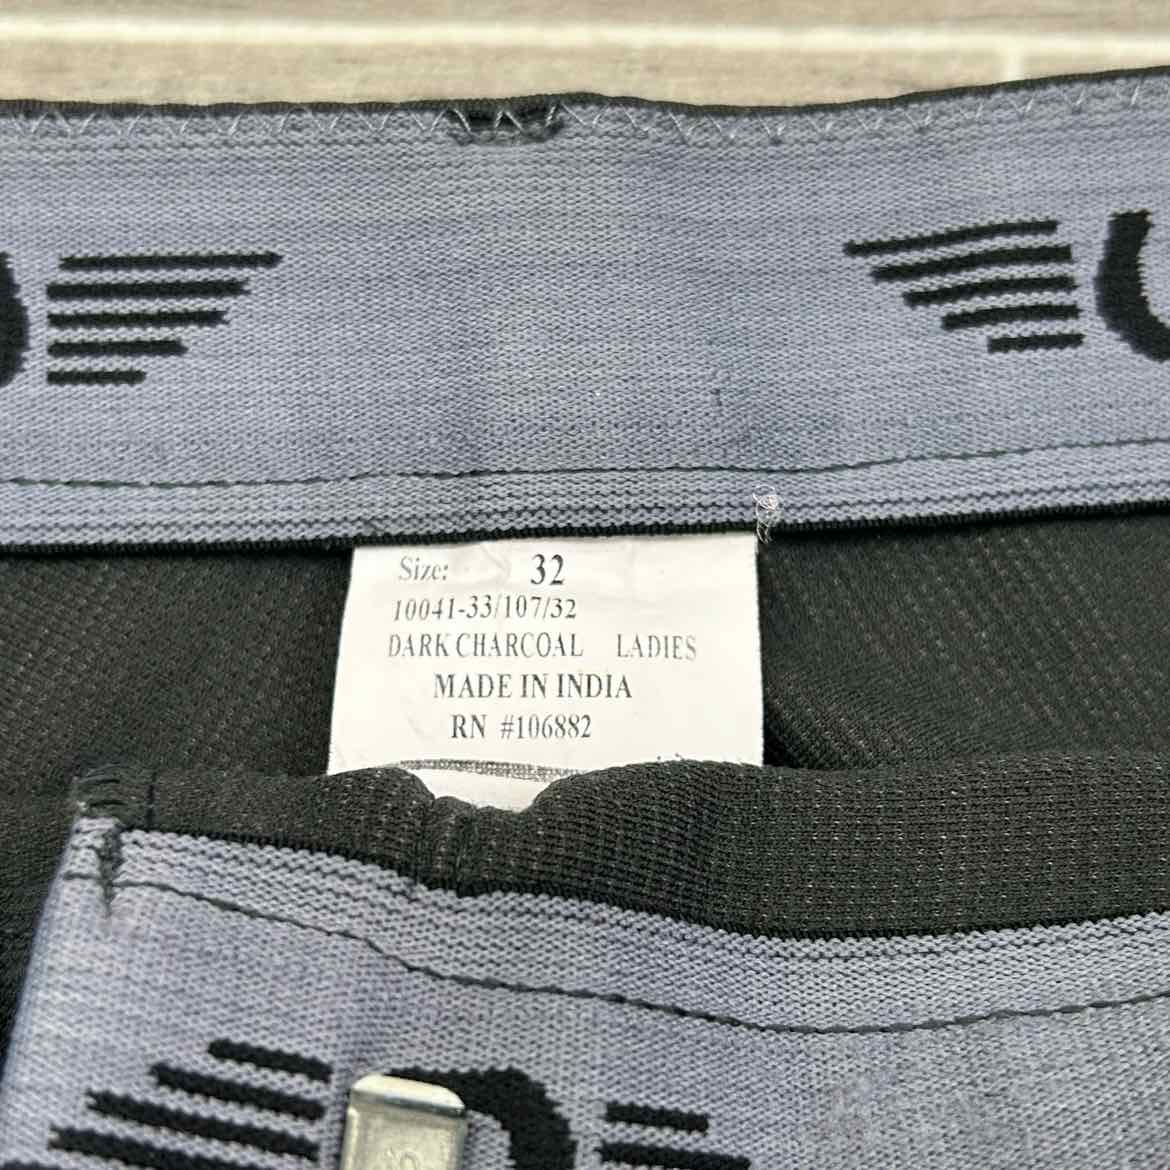 Size: 32
10041-33/107/32
DARK CHARCOAL LADIES
MADE IN INDIA
RN #106882